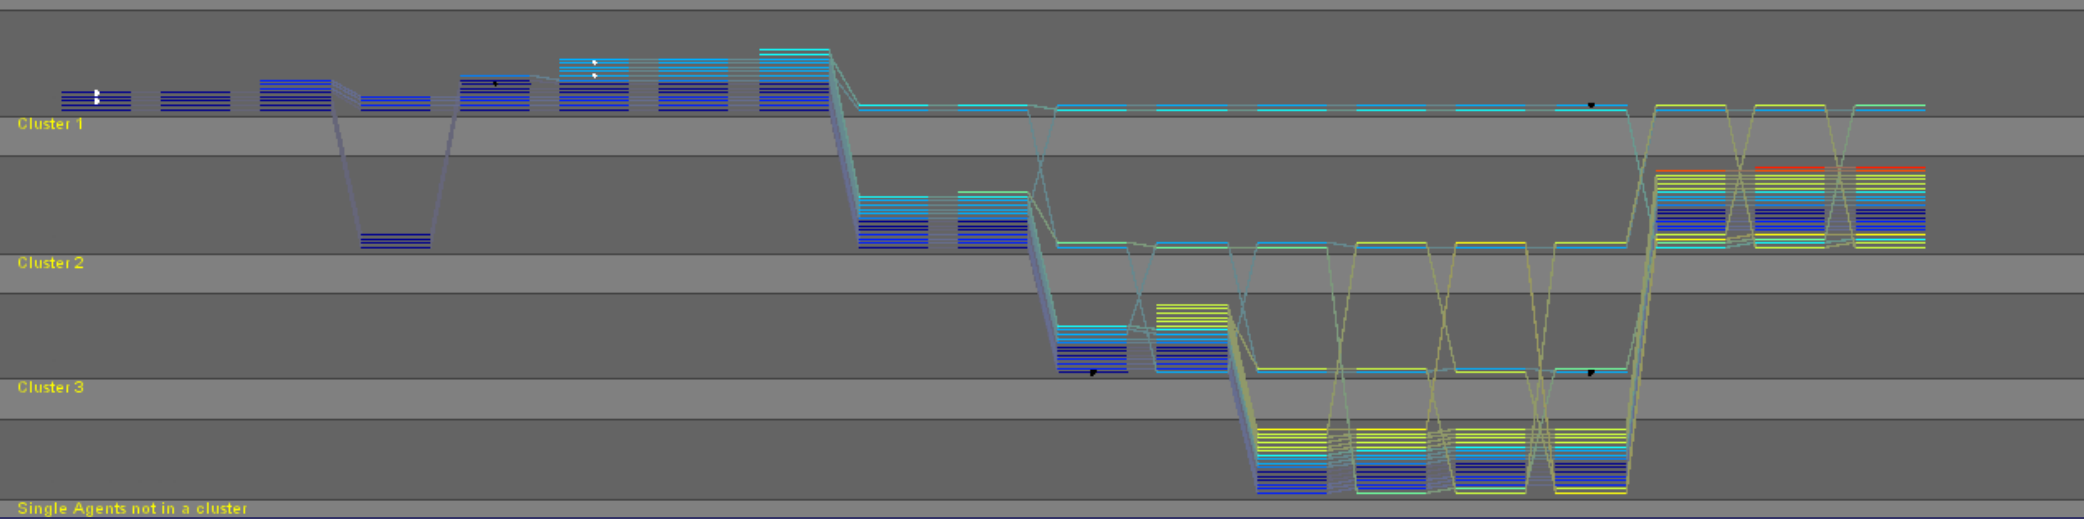 Cluster 1
Cluster 2
Cluster 3
Single Agents not in a cluster